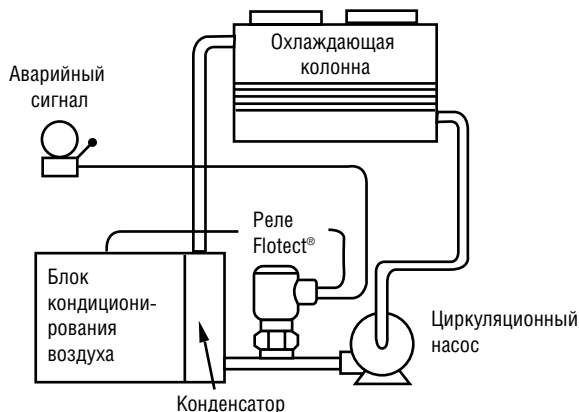 Охлаждающая
колонна
Аварийный
сигнал
Реле
Flotect®
Блок
кондициони-
рования
воздуха
Циркуляционный
насос
Конденсатор